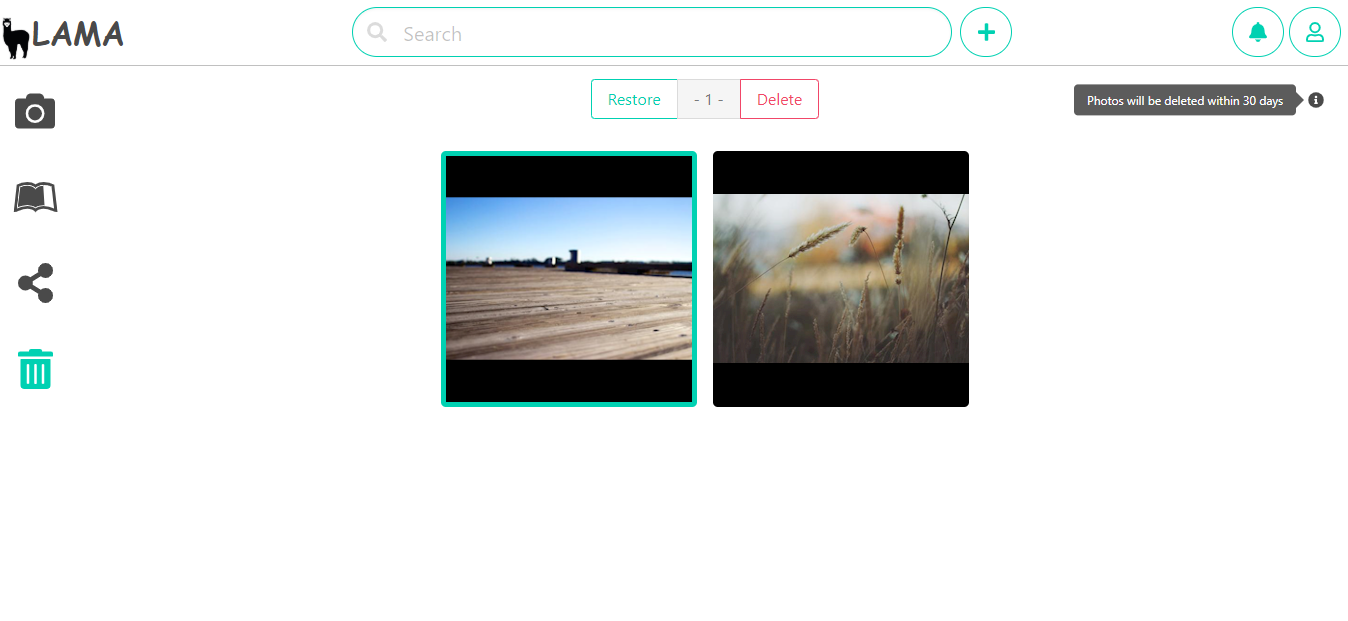 LAMA
Search
Restore
- 1 -
Delete
Photos will be deleted within 30 days